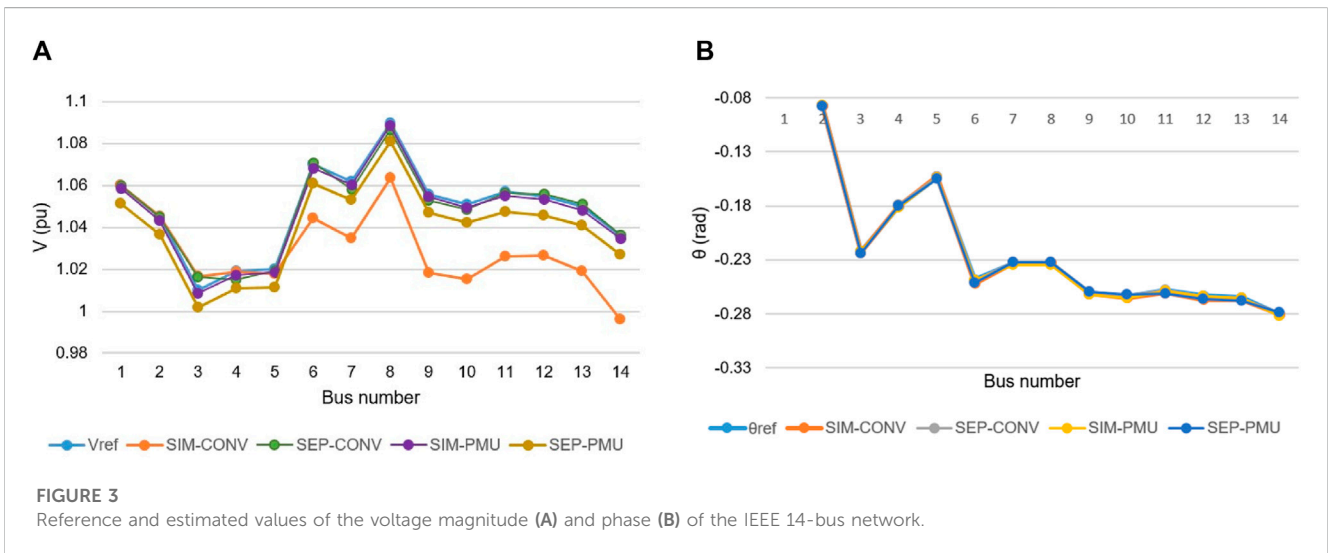 A
V (pu)
1.1
1.08
1.06
1.04
1.02
1
0.98
1 2 3 4 5 6 7 8 9 10 11 12 13 14
Bus number
Vref SIM-CONV SEP-CONV SIM-PMU SEP-PMU
B
θ (rad)
-0.08
-0.13
-0.18
-0.23
-0.28
-0.33
1 2 3 4 5 6 7 8 9 10 11 12 13 14
Bus number
θref SIM-CONV SEP-CONV SIM-PMU SEP-PMU
FIGURE 3
Reference and estimated values of the voltage magnitude (A) and phase (B) of the IEEE 14-bus network.